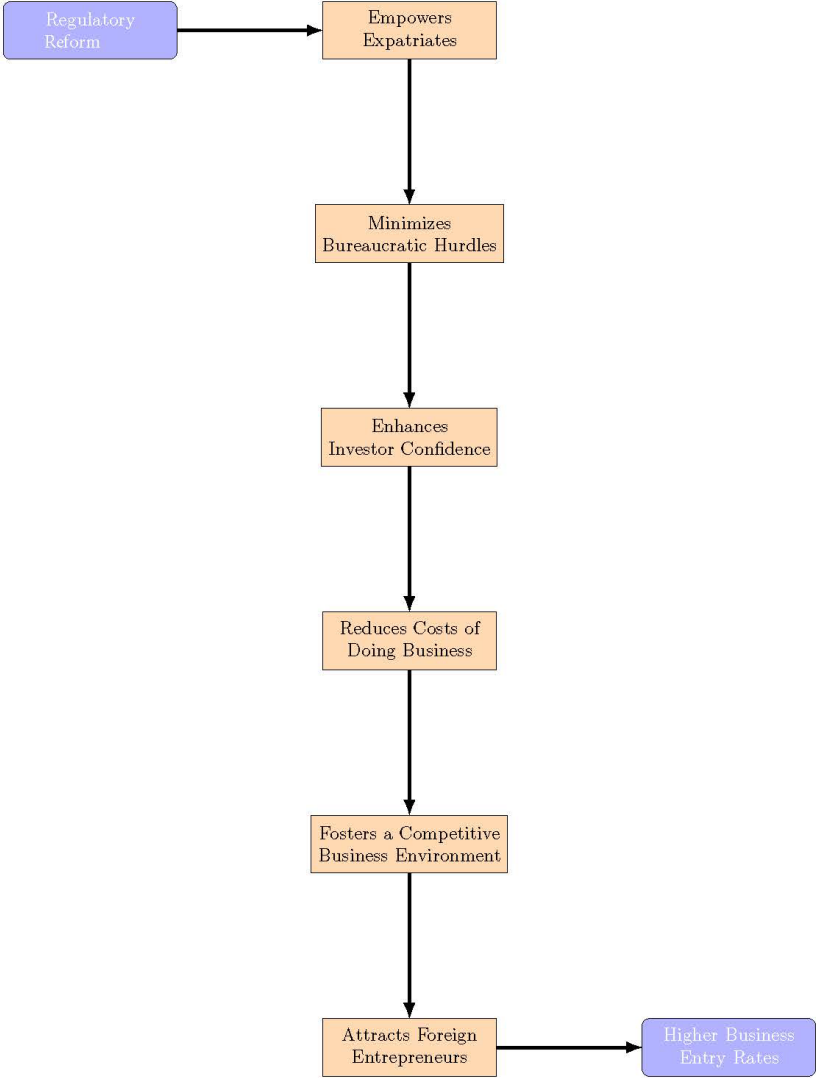 Regulatory
Reform
Empowers
Expatriates
Minimizes
Bureaucratic Hurdles
Enhances
Investor Confidence
Reduces Costs of
Doing Business
Fosters a Competitive
Business Environment
Attracts Foreign
Entrepreneurs
Higher Business
Entry Rates